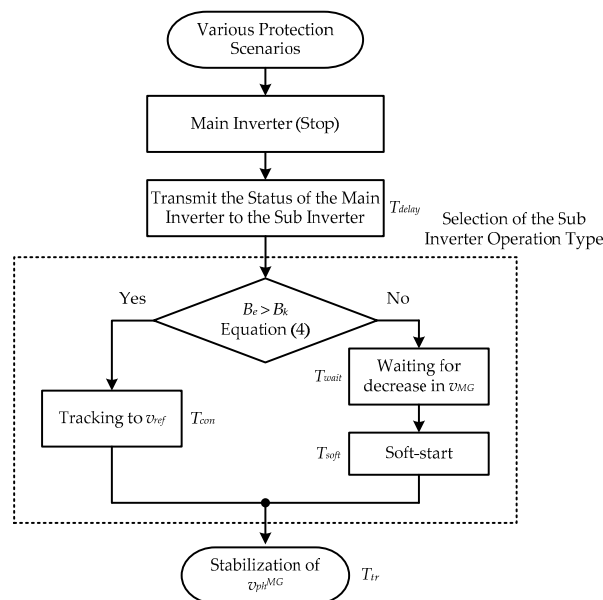 Various Protection
Scenarios
Main Inverter (Stop)
Transmit the Status of the Main
Inverter to the Sub Inverter
Tdelay
Selection of the Sub
Inverter Operation Type
Yes
Be > Bk
Equation (4)
No
Tracking to vref
Tcon
Twait
Waiting for
decrease in vMG
Tsoft
Soft-start
Stabilization of
vphMG
Ttr